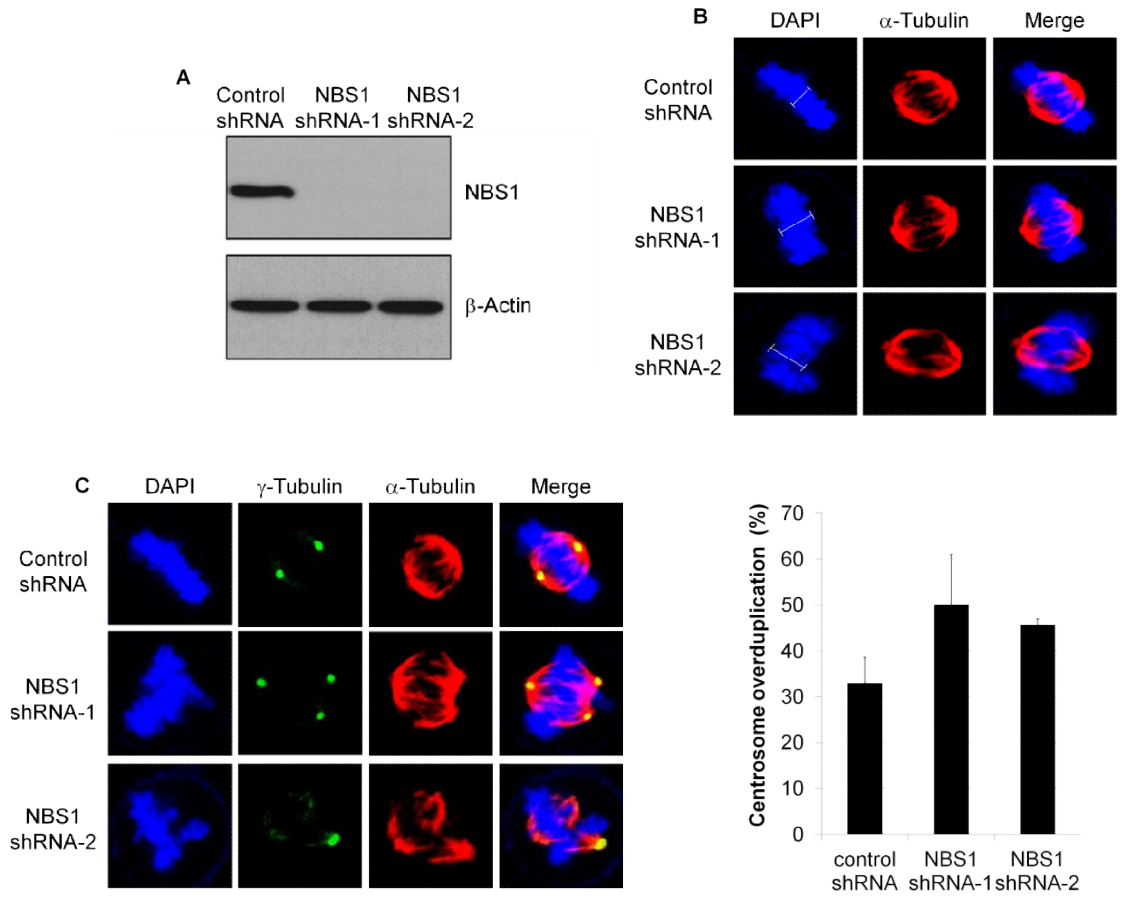 A
Control NBS1 NBS1
shRNA shRNA-1 shRNA-2
NBS1
β-Actin
B
DAPI α-Tubulin Merge
Control
shRNA
NBS1
shRNA-1
NBS1
shRNA-2
C
DAPI γ-Tubulin α-Tubulin Merge
Control
shRNA
NBS1
shRNA-1
NBS1
shRNA-2
Centrosome overduplication (%)
70
60
50
40
30
20
10
0
control NBS1 NBS1
shRNA shRNA-1 shRNA-2